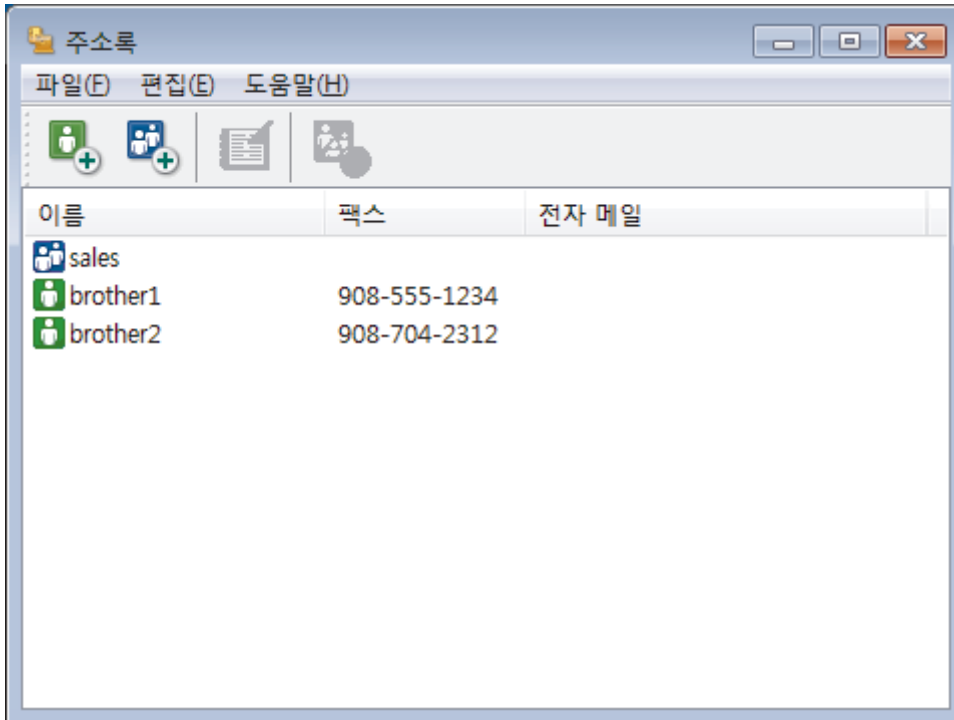 주소록
파일(F) 편집(E) 도움말(H)
이름 팩스 전자 메일
sales
brother1 908-555-1234
brother2 908-704-2312